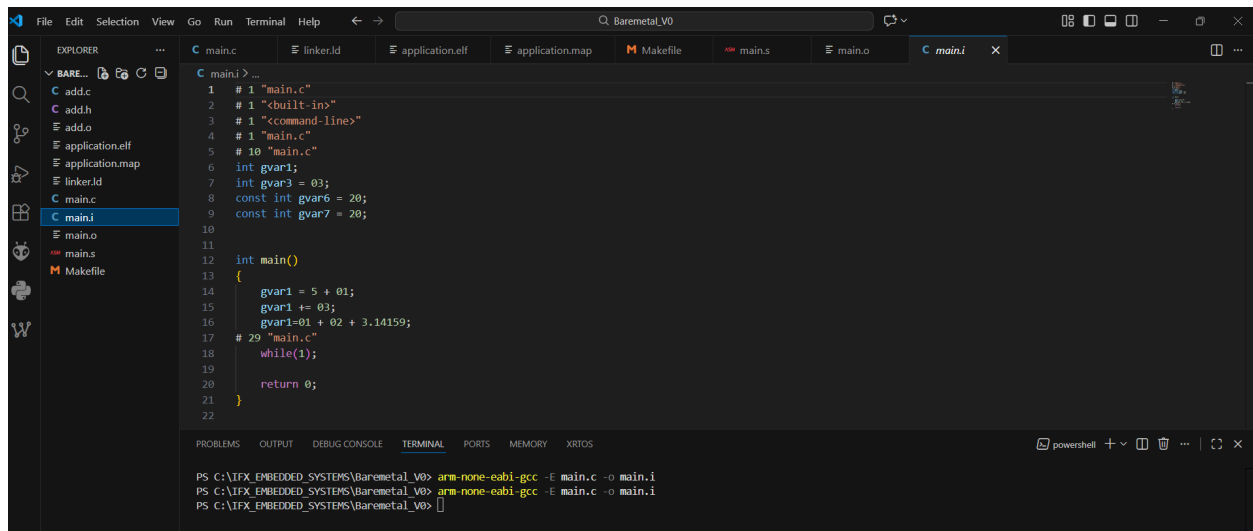 File Edit Selection View Go Run Terminal Help Baremetal_V0
EXPLORER
BARE...
add.c
add.h
add.o
application.elf
application.map
linker.ld
main.c
main.i
main.o
main.s
Makefile
main.c linker.ld application.elf application.map Makefile main.s main.o main.i
main.i > ...
1 # 1 "main.c"
2 # 1 "<built-in>"
3 # 1 "<command-line>"
4 # 1 "main.c"
5 # 10 "main.c"
6 int gvar1;
7 int gvar3 = 03;
8 const int gvar6 = 20;
9 const int gvar7 = 20;
10
11
12 int main()
13 {
14 gvar1 = 5 + 01;
15 gvar1 += 03;
16 gvar1=01 + 02 + 3.14159;
17 # 29 "main.c"
18 while(1);
19
20 return 0;
21 }
22
PROBLEMS OUTPUT DEBUG CONSOLE TERMINAL PORTS MEMORY XRTOS powershell
PS C:\IFX_EMBEDDED_SYSTEMS\Baremetal_V0> arm-none-eabi-gcc -E main.c -o main.i
PS C:\IFX_EMBEDDED_SYSTEMS\Baremetal_V0> arm-none-eabi-gcc -E main.c -o main.i
PS C:\IFX_EMBEDDED_SYSTEMS\Baremetal_V0>